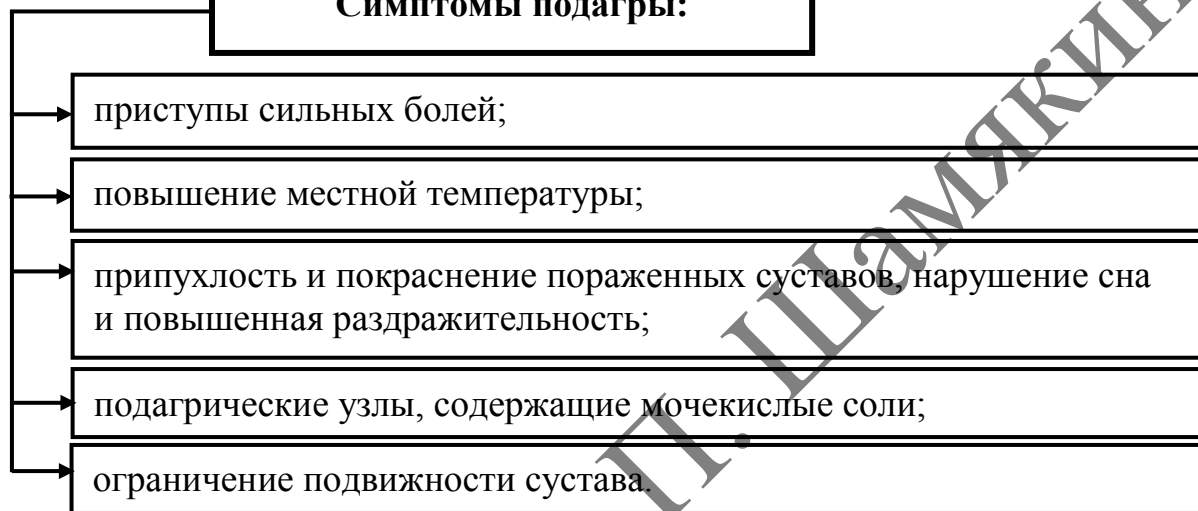 Симптомы подагры:
приступы сильных болей;
повышение местной температуры;
припухлость и покраснение пораженных суставов, нарушение сна
и повышенная раздражительность;
подагрические узлы, содержащие мочекислые соли;
ограничение подвижности сустава.
П. Шамякин